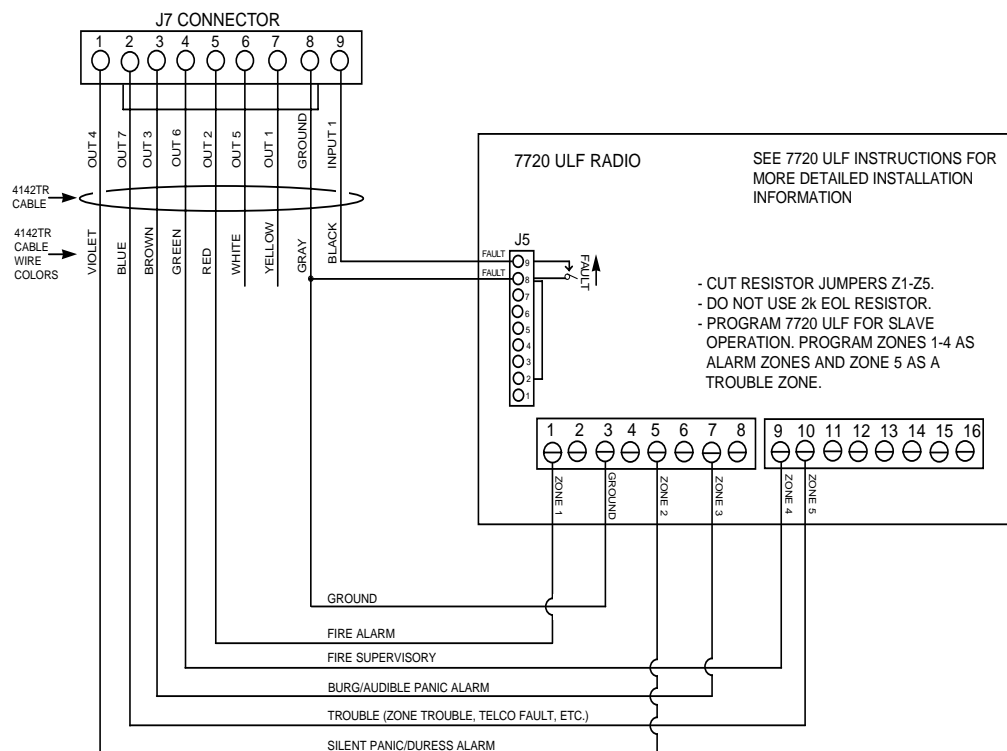 J7 CONNECTOR
1 2 3 4 5 6 7 8 9
OUT 4
OUT 7
OUT 3
OUT 6
OUT 2
OUT 5
OUT 1
GROUND
INPUT 1
4142TR
CABLE
4142TR
CABLE
WIRE
COLORS
VIOLET
BLUE
BROWN
GREEN
RED
WHITE
YELLOW
GRAY
BLACK
7720 ULF RADIO
SEE 7720 ULF INSTRUCTIONS FOR
MORE DETAILED INSTALLATION
INFORMATION
J5
FAULT
FAULT
9
8
7
6
5
4
3
2
1
FAULT
- CUT RESISTOR JUMPERS Z1-Z5.
- DO NOT USE 2k EOL RESISTOR.
- PROGRAM 7720 ULF FOR SLAVE
OPERATION. PROGRAM ZONES 1-4 AS
ALARM ZONES AND ZONE 5 AS A
TROUBLE ZONE.
1 2 3 4 5 6 7 8
9 10 11 12 13 14 15 16
ZONE 1
GROUND
ZONE 2
ZONE 3
ZONE 4
ZONE 5
GROUND
FIRE ALARM
FIRE SUPERVISORY
BURG/AUDIBLE PANIC ALARM
TROUBLE (ZONE TROUBLE, TELCO FAULT, ETC.)
SILENT PANIC/DURESS ALARM